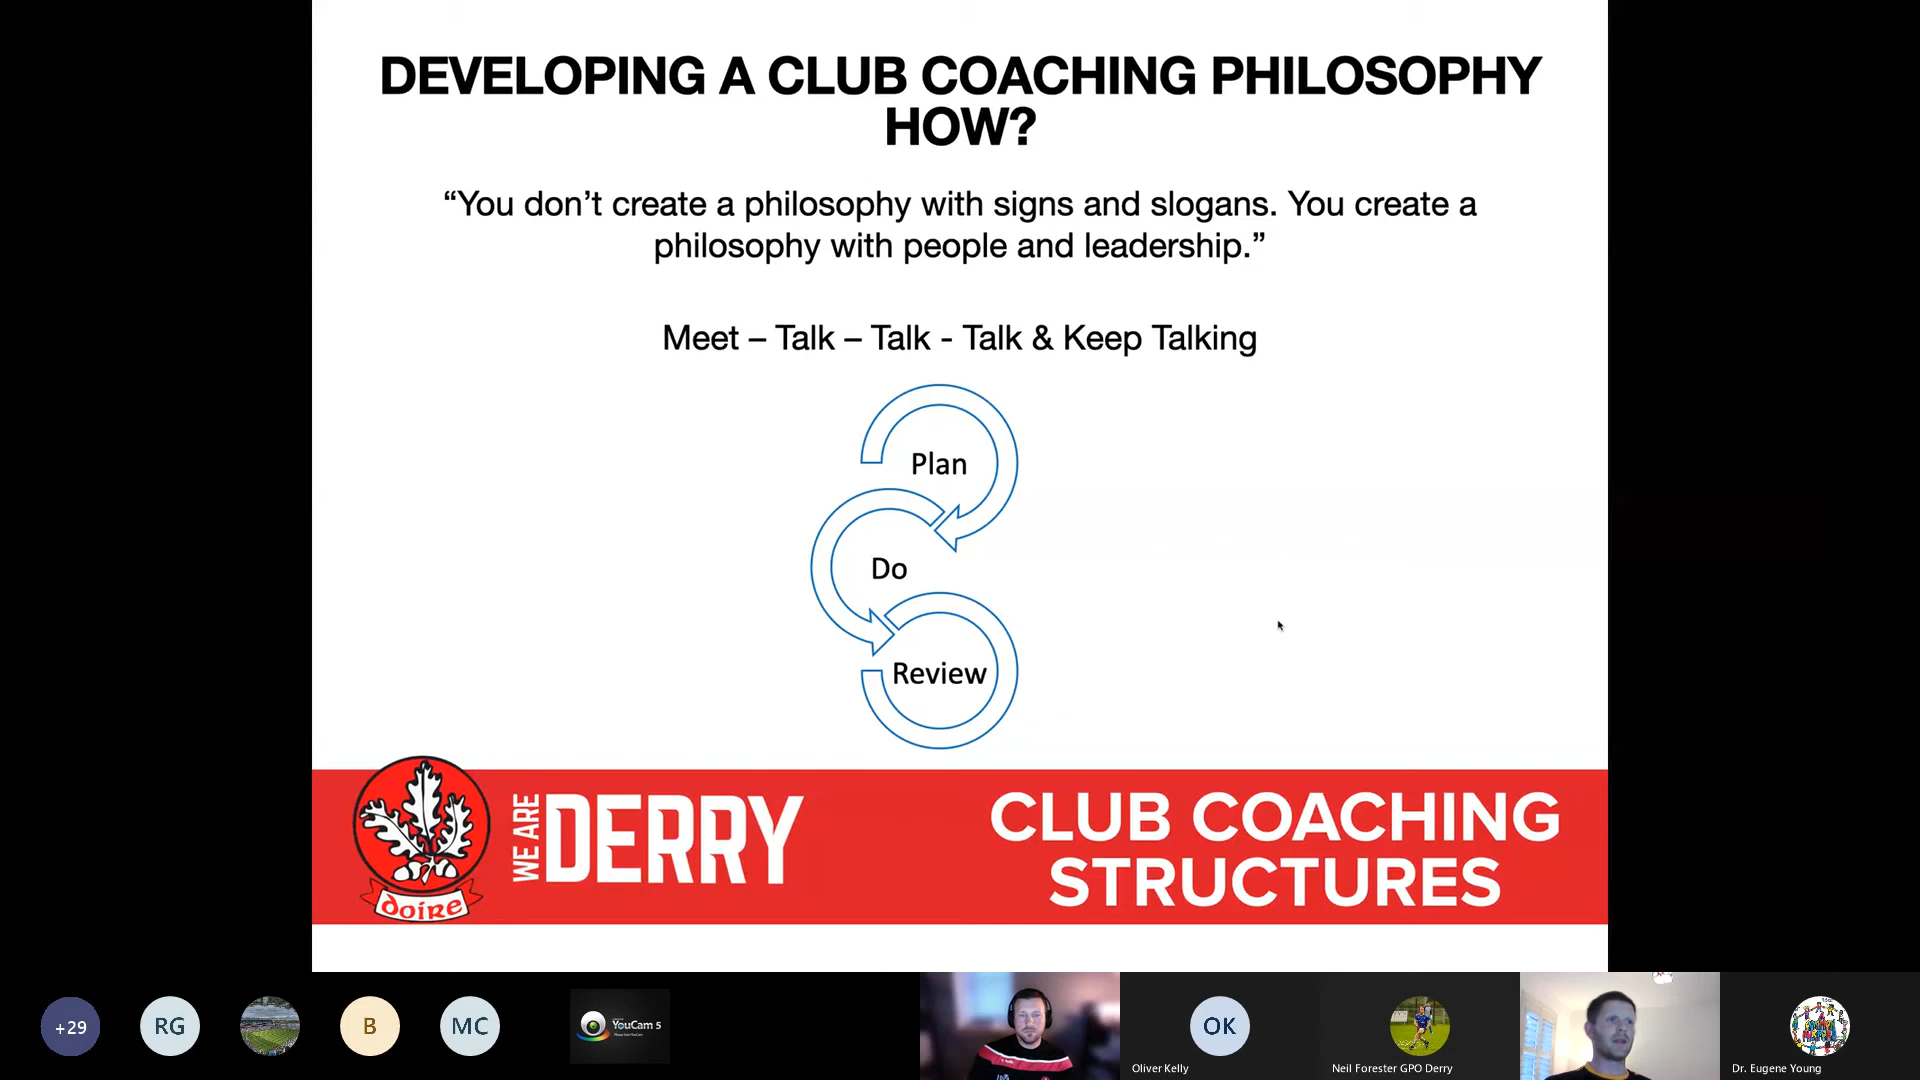 DEVELOPING A CLUB COACHING PHILOSOPHY
HOW?
“You don’t create a philosophy with signs and slogans. You create a
philosophy with people and leadership.”
Meet – Talk – Talk - Talk & Keep Talking
Plan
Do
Review
doire
WE ARE
DERRY
CLUB COACHING
STRUCTURES
+29
RG
B
MC
YouCam 5
OK
Oliver Kelly
Neil Forester GPO Derry
Dr. Eugene Young